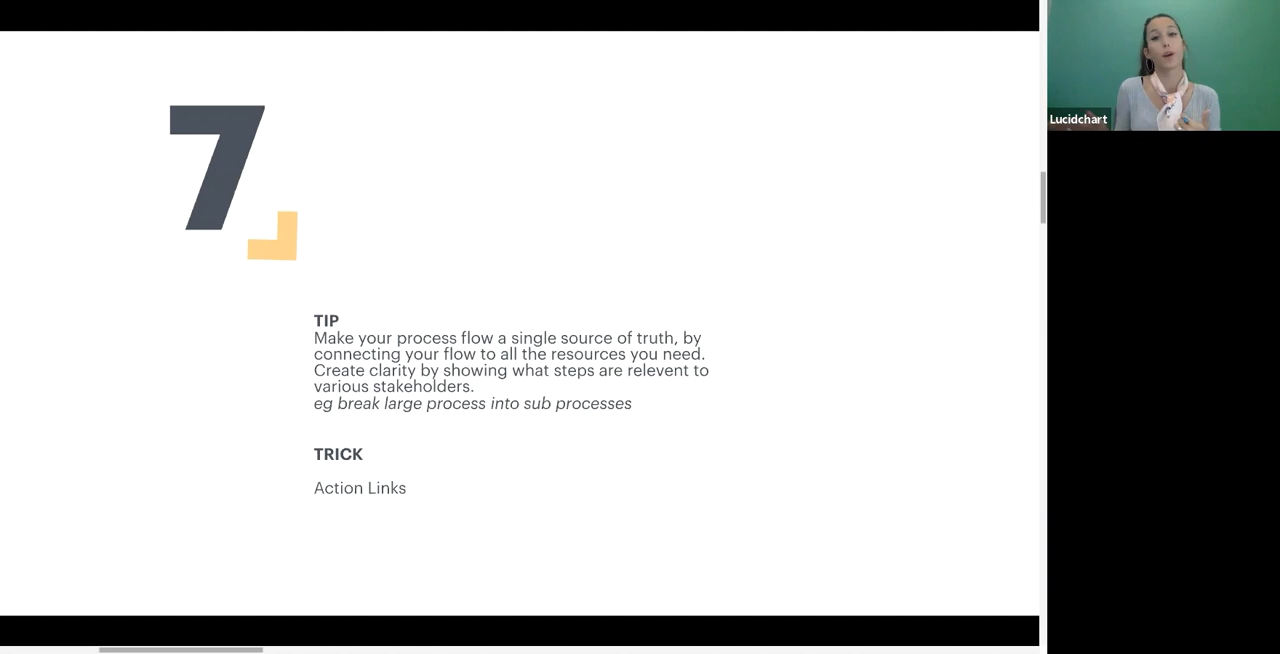 7
TIP
Make your process flow a single source of truth, by
connecting your flow to all the resources you need.
Create clarity by showing what steps are relevent to
various stakeholders.
eg break large process into sub processes
TRICK
Action Links
Lucidchart